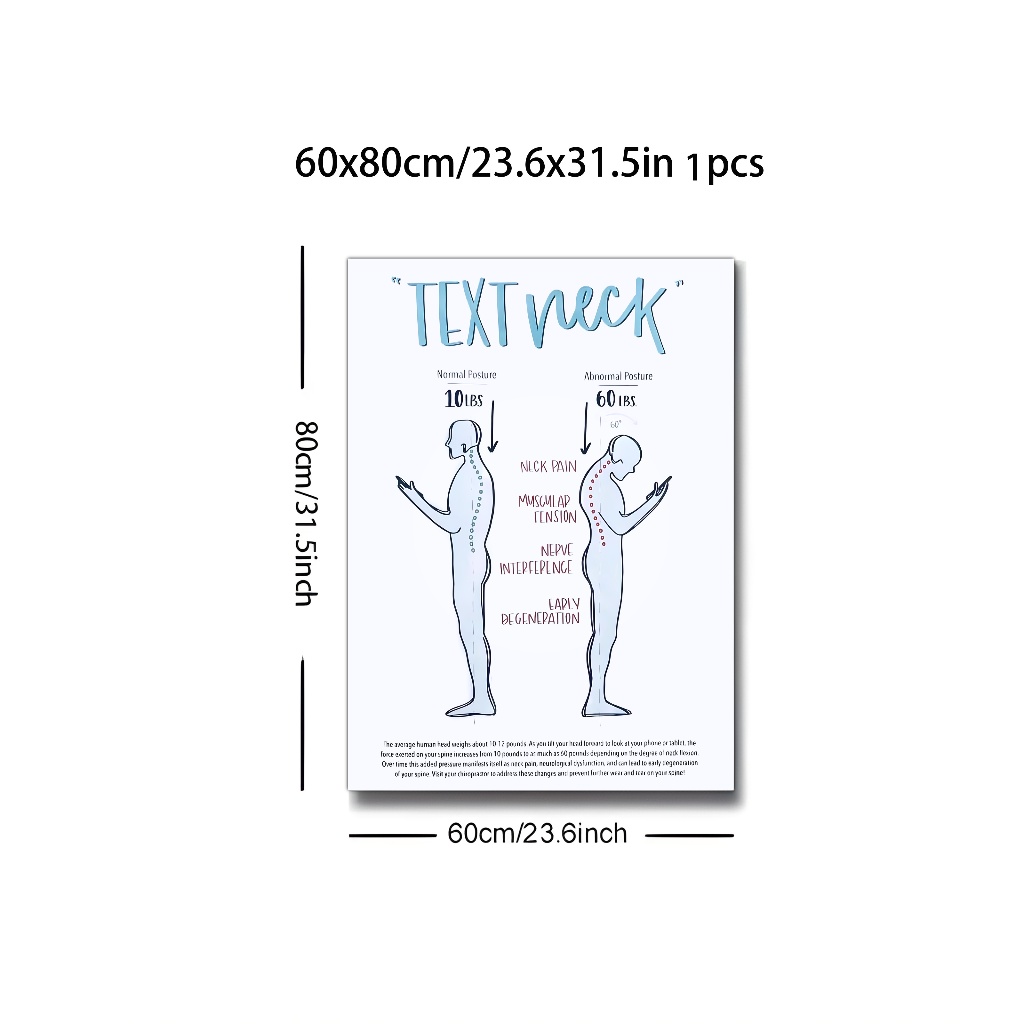 60x80cm/23.6x31.5in 1pcs
"TEXT neck"
Normal Posture
10 LBS
Abnormal Posture
60 LBS
60°
NECK PAIN
MUSCULAR
TENSION
NERVE
INTERFERENCE
EARLY
DEGENERATION
The average human head weighs about 10-12 pounds. As you tilt your head forward to look at your phone or tablet, the
force exerted on your spine increases from 10 pounds to as much as 60 pounds depending on the degree of neck flexion.
Over time this added pressure manifests itself as neck pain, neurological dysfunction, and can lead to early degeneration
of your spine. Visit your chiropractor to address these changes and prevent further wear and tear on your spine!
80cm/31.5inch
60cm/23.6inch